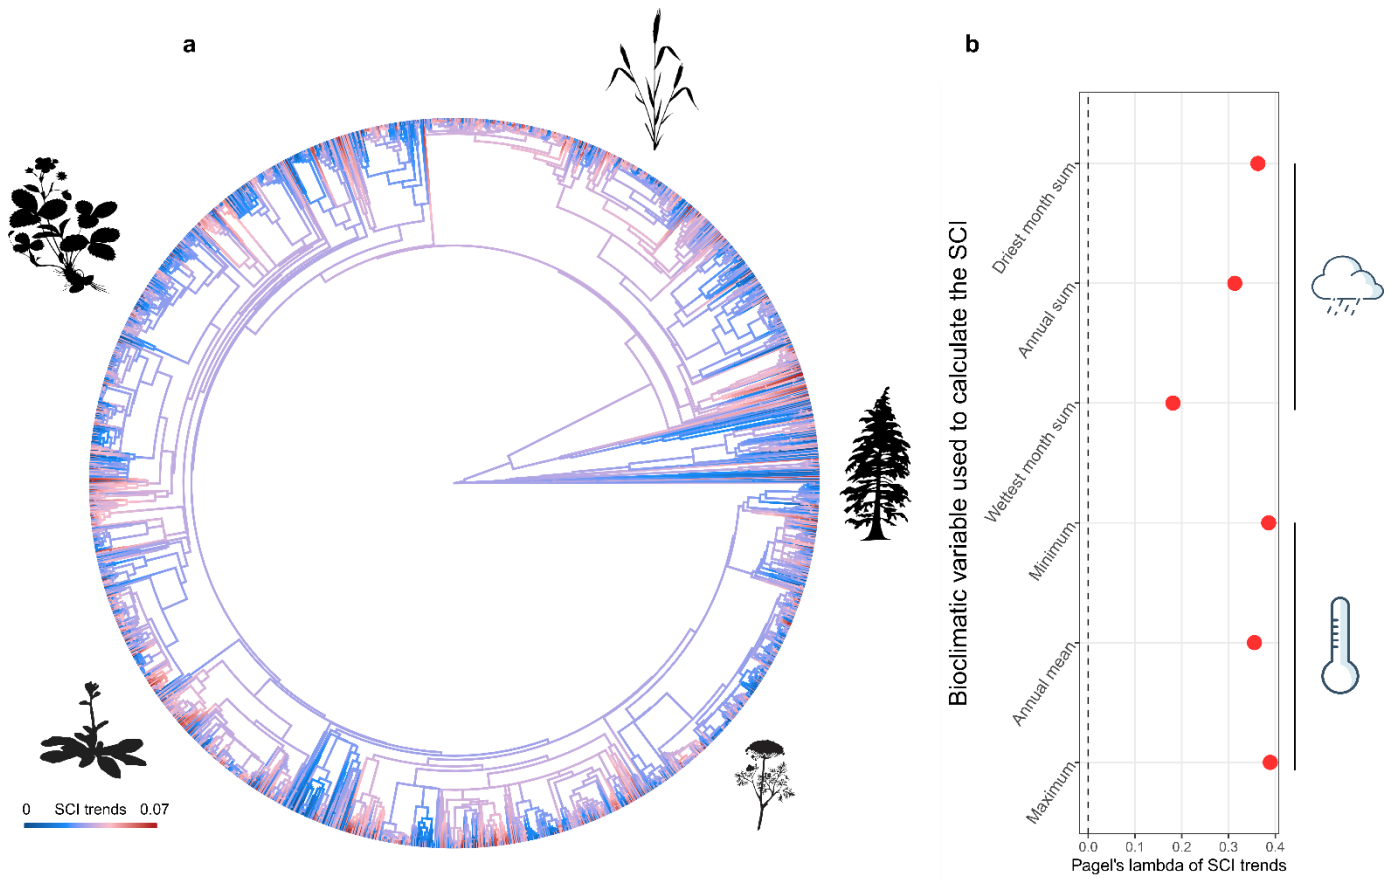 a
b
0 SCI trends 0.07
Bioclimatic variable used to calculate the SCI
Driest month sum
Annual sum
Wettest month sum
Minimum
Annual mean
Maximum
0.0 0.1 0.2 0.3 0.4
Pagel's lambda of SCI trends